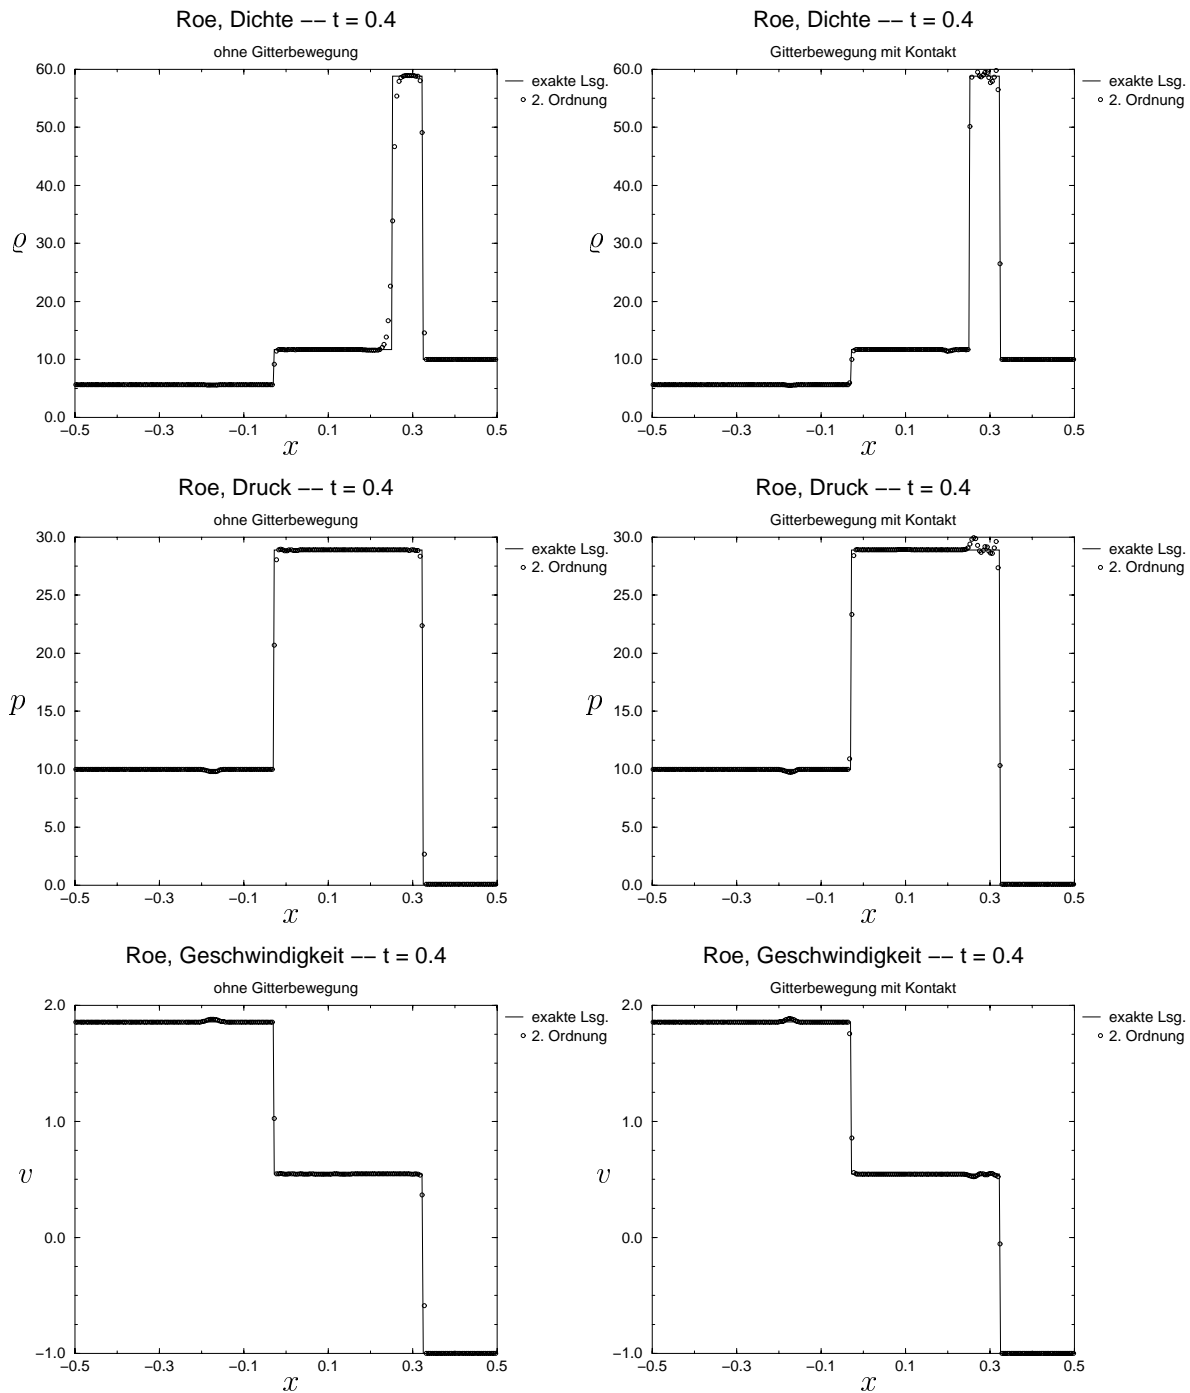 Roe, Dichte −− t = 0.4
ohne Gitterbewegung
60.0
50.0
40.0
30.0
20.0
10.0
0.0
ϱ
−0.5 −0.3 −0.1 0.1 0.3 0.5
x
exakte Lsg.
2. Ordnung
Roe, Dichte −− t = 0.4
Gitterbewegung mit Kontakt
60.0
50.0
40.0
30.0
20.0
10.0
0.0
ϱ
−0.5 −0.3 −0.1 0.1 0.3 0.5
x
exakte Lsg.
2. Ordnung
Roe, Druck −− t = 0.4
ohne Gitterbewegung
30.0
25.0
20.0
15.0
10.0
5.0
0.0
p
−0.5 −0.3 −0.1 0.1 0.3 0.5
x
exakte Lsg.
2. Ordnung
Roe, Druck −− t = 0.4
Gitterbewegung mit Kontakt
30.0
25.0
20.0
15.0
10.0
5.0
0.0
p
−0.5 −0.3 −0.1 0.1 0.3 0.5
x
exakte Lsg.
2. Ordnung
Roe, Geschwindigkeit −− t = 0.4
ohne Gitterbewegung
2.0
1.0
0.0
−1.0
v
−0.5 −0.3 −0.1 0.1 0.3 0.5
x
exakte Lsg.
2. Ordnung
Roe, Geschwindigkeit −− t = 0.4
Gitterbewegung mit Kontakt
2.0
1.0
0.0
−1.0
v
−0.5 −0.3 −0.1 0.1 0.3 0.5
x
exakte Lsg.
2. Ordnung